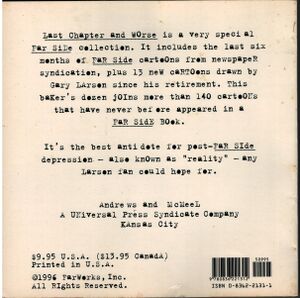 Last Chapter and WOrse is a very special
Far SiDe collection. It includes the last six
months of FaR SIde cartoOns from newspapeR
syndication, plus 13 neW caRTOons drawn by
Gary Larson since his retirement. This
baKer's dozen jOIns more than 140 cartooNs
that have never before appeared in a
FaR SidE BOOK.
It's the best antidote for post-FaR SIde
depression - also knOwn as "reality" - any
Larson fan could hope for.
Andrews and McMeeL
A UNiversal Press Syndicate Company
KAnsas City
$9.95 U.S.A. ($13.95 CanadA)
Printed in U.S.A.
©1996 FarWorks, Inc.
All RIghts Reserved.
ISBN 0-8362-2131-1